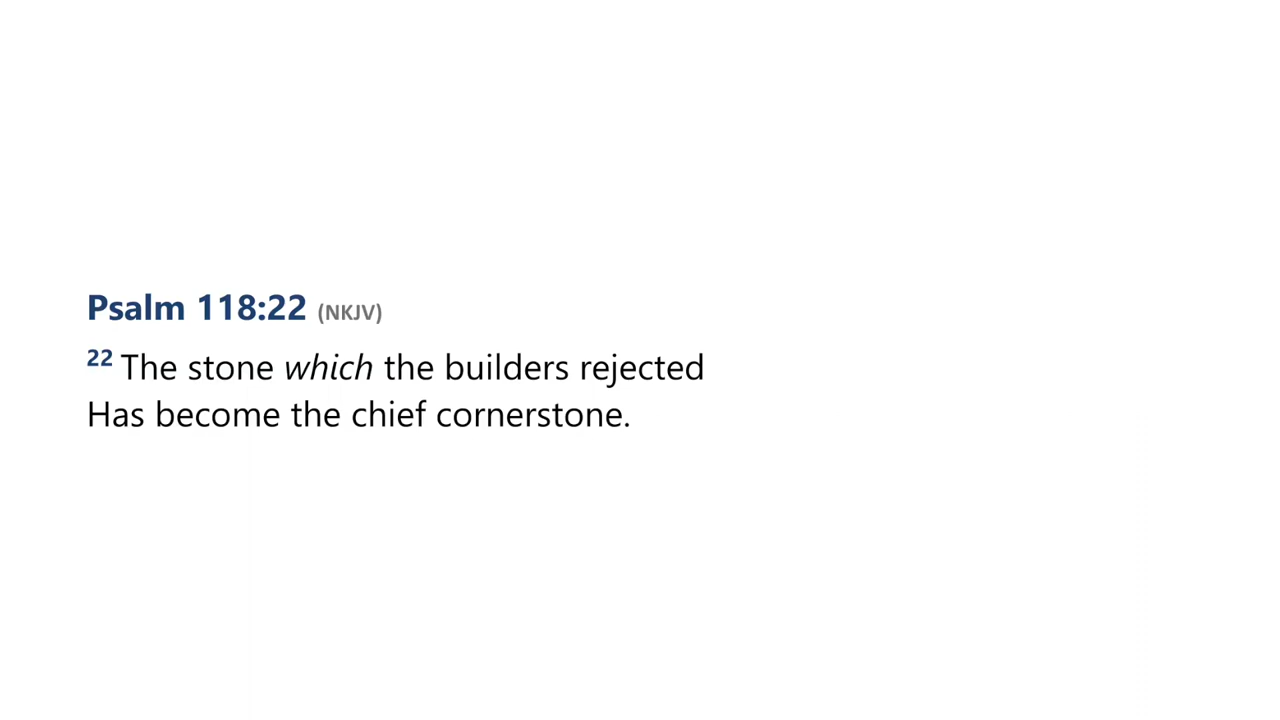 Psalm 118:22 (NKJV)
22 The stone which the builders rejected
Has become the chief cornerstone.